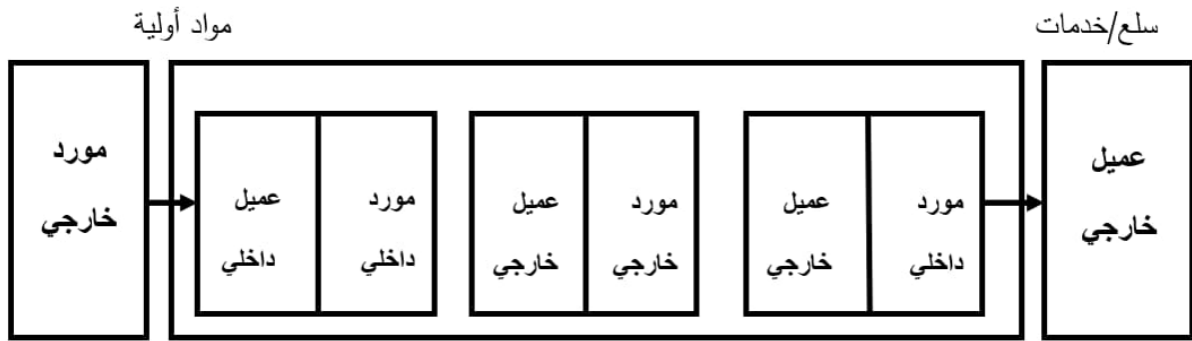 سلع/خدمات
مواد أولية
عميل
خارجي
مورد
داخلي
عميل
خارجي
مورد
خارجي
عميل
خارجي
مورد
داخلي
عميل
داخلي
مورد
خارجي